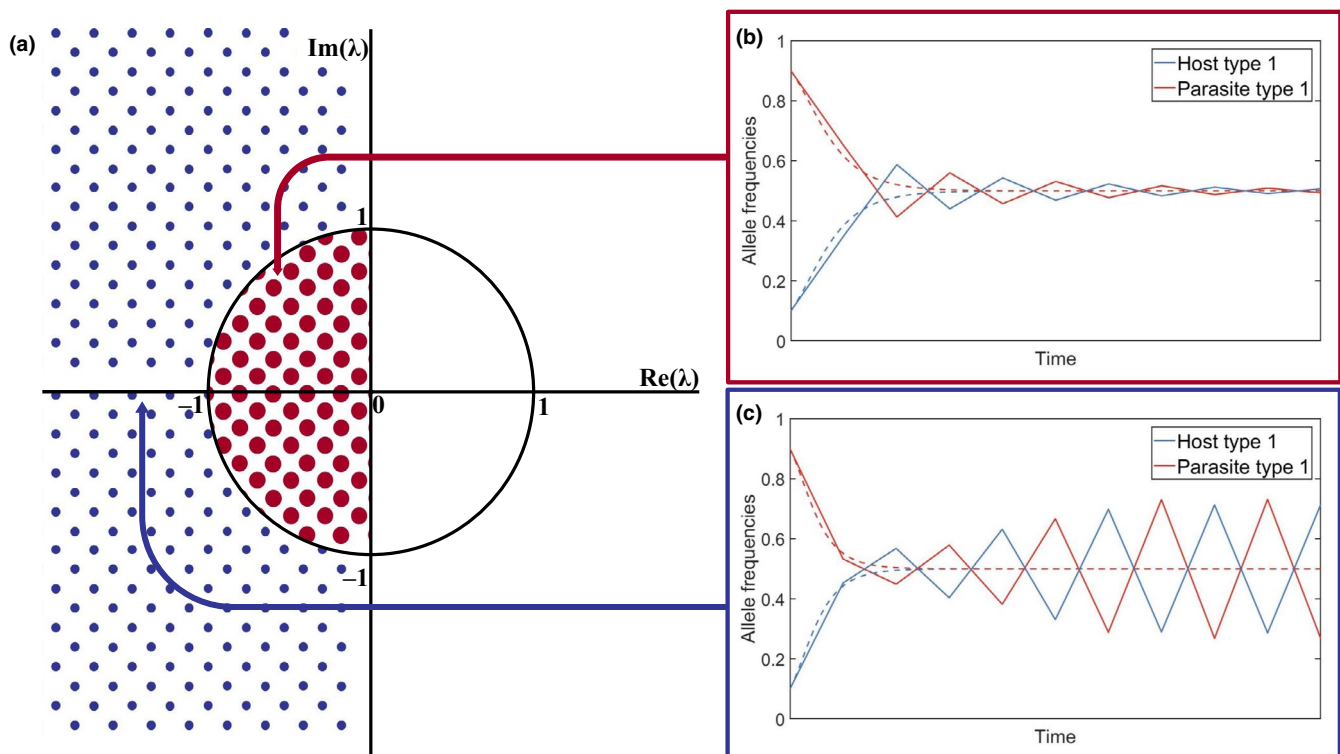 (a)
Im(λ)
1
Re(λ)
–1
0
1
–1
(b)
1
0.8
0.6
0.4
0.2
0
Allele frequencies
Host type 1
Parasite type 1
Time
(c)
1
0.8
0.6
0.4
0.2
0
Allele frequencies
Host type 1
Parasite type 1
Time